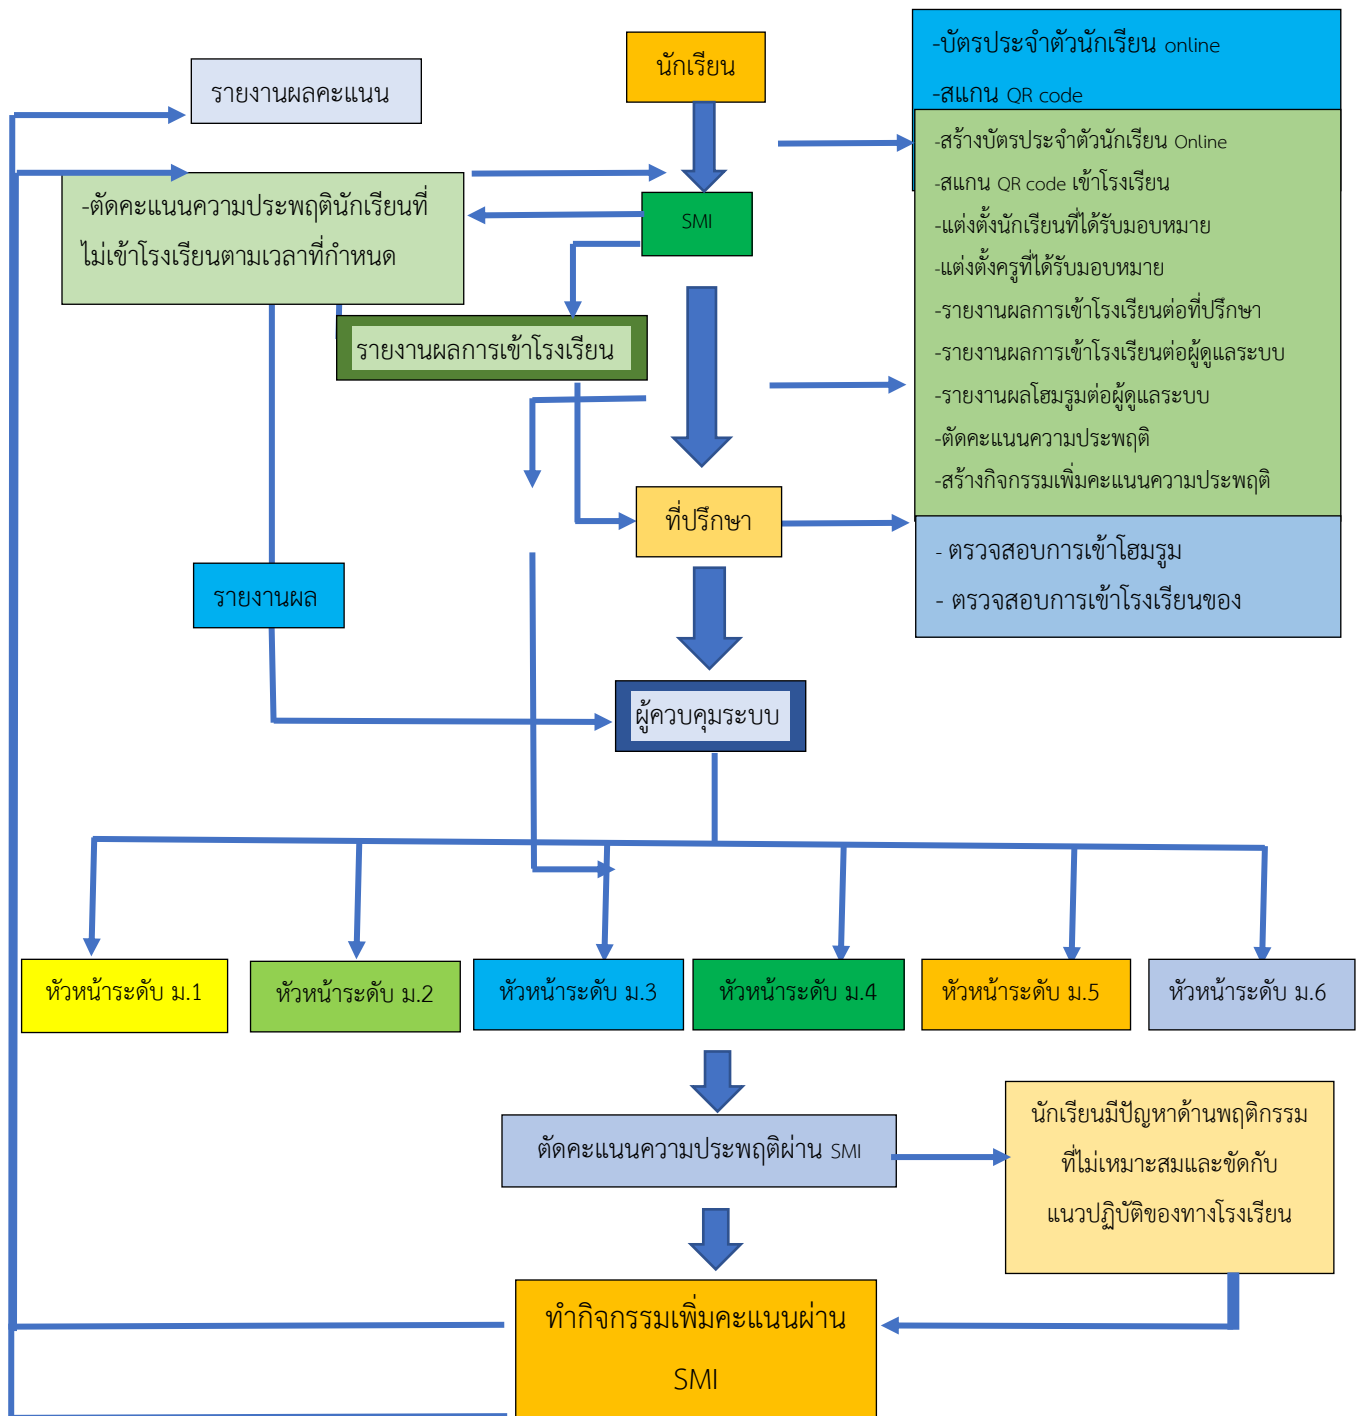 นักเรียน
-บัตรประจำตัวนักเรียน online
-สแกน QR code
รายงานผลคะแนน
-สร้างบัตรประจำตัวนักเรียน Online
-สแกน QR code เข้าโรงเรียน
-แต่งตั้งนักเรียนที่ได้รับมอบหมาย
-แต่งตั้งครูที่ได้รับมอบหมาย
-รายงานผลการเข้าโรงเรียนต่อที่ปรึกษา
-รายงานผลการเข้าโรงเรียนต่อผู้ดูแลระบบ
-รายงานผลโฮมรูมต่อผู้ดูแลระบบ
-ตัดคะแนนความประพฤติ
-สร้างกิจกรรมเพิ่มคะแนนความประพฤติ
-ตัดคะแนนความประพฤตินักเรียนที่
ไม่เข้าโรงเรียนตามเวลาที่กำหนด
SMI
รายงานผลการเข้าโรงเรียน
ที่ปรึกษา
- ตรวจสอบการเข้าโฮมรูม
- ตรวจสอบการเข้าโรงเรียนของ
รายงานผล
ผู้ควบคุมระบบ
หัวหน้าระดับ ม.1
หัวหน้าระดับ ม.2
หัวหน้าระดับ ม.3
หัวหน้าระดับ ม.4
หัวหน้าระดับ ม.5
หัวหน้าระดับ ม.6
ตัดคะแนนความประพฤติผ่าน SMI
นักเรียนมีปัญหาด้านพฤติกรรม
ที่ไม่เหมาะสมและขัดกับ
แนวปฏิบัติของทางโรงเรียน
ทำกิจกรรมเพิ่มคะแนนผ่าน
SMI